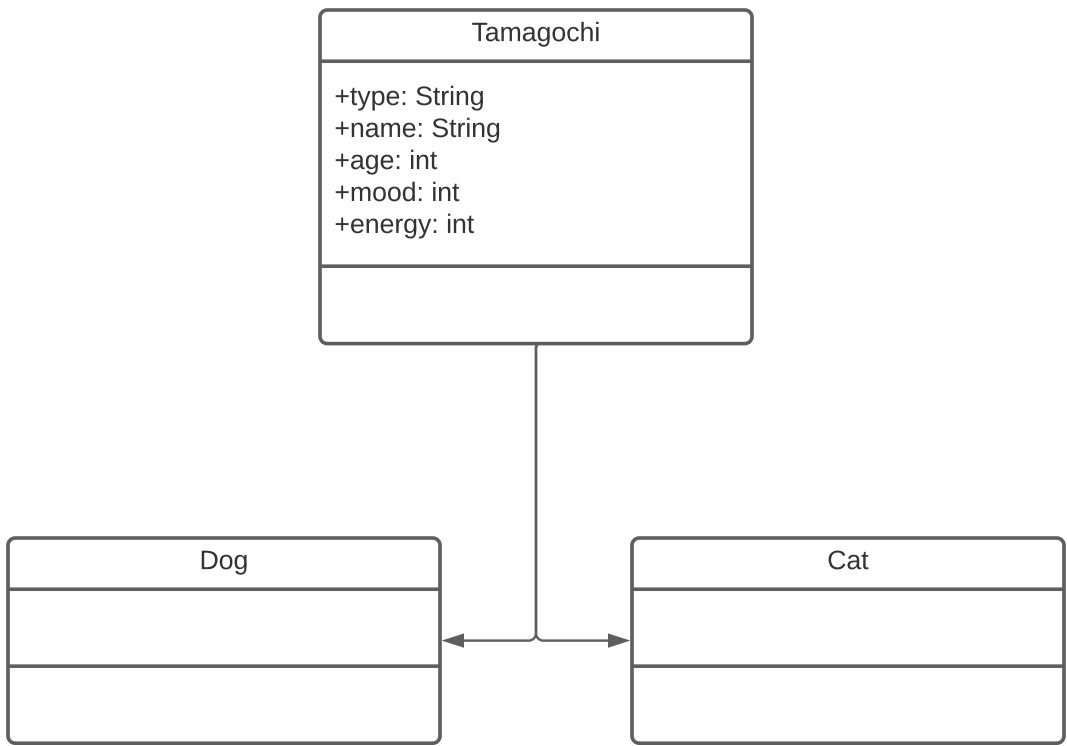 Tamagochi
+type: String
+name: String
+age: int
+mood: int
+energy: int
Dog
Cat